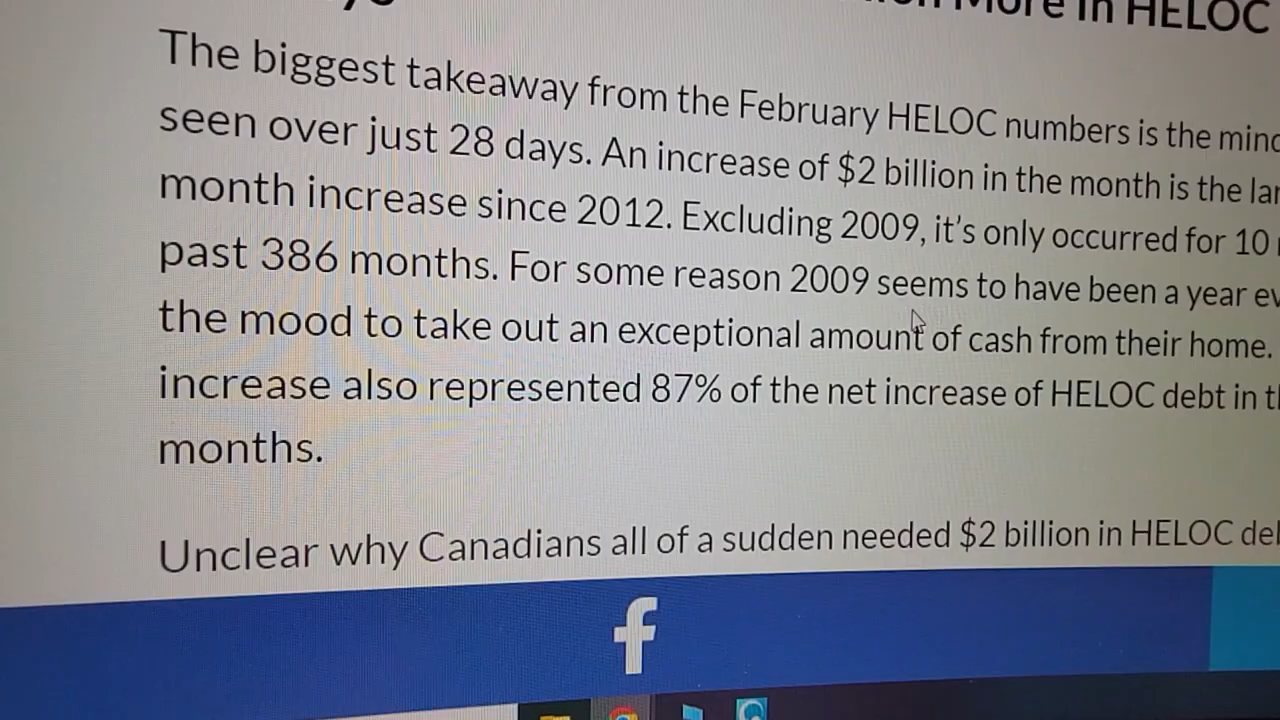 More in HELOC
The biggest takeaway from the February HELOC numbers is the
seen over just 28 days. An increase of $2 billion in the month is the
month increase since 2012. Excluding 2009, it's only occurred for 10
past 386 months. For some reason 2009 seems to have been a year
the mood to take out an exceptional amount of cash from their home.
increase also represented 87% of the net increase of HELOC debt in
months.
Unclear why Canadians all of a sudden needed $2 billion in HELOC
f